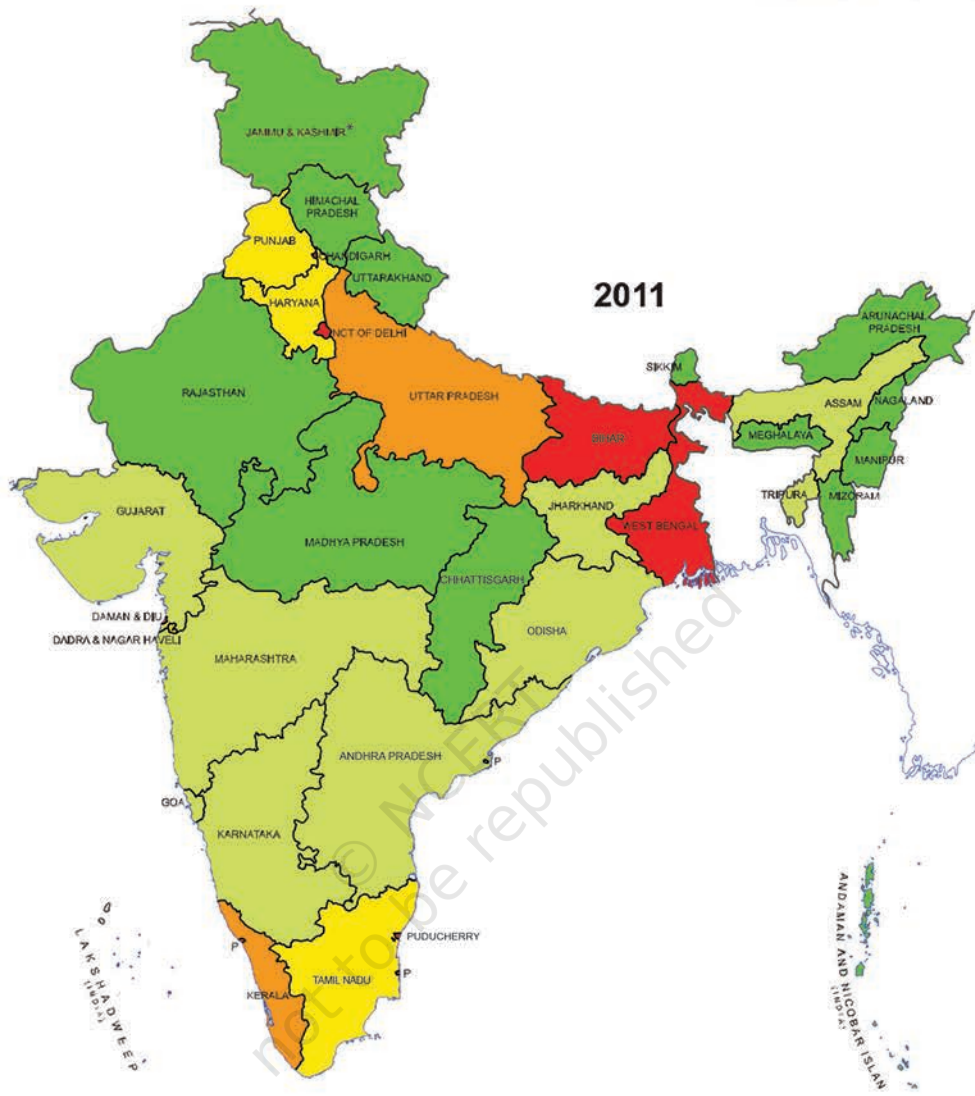 JAMMU & KASHMIR*
HIMACHAL
PRADESH
PUNJAB
CHANDIGARH
UTTARAKHAND
HARYANA
2011
NCT OF DELHI
ARUNACHAL
PRADESH
SIKKIM
RAJASTHAN
UTTAR PRADESH
ASSAM
NAGALAND
BIHAR
MEGHALAYA
MANIPUR
TRIPURA
MIZORAM
GUJARAT
JHARKHAND
WEST BENGAL
MADHYA PRADESH
CHHATTISGARH
DAMAN & DIU
DADRA & NAGAR HAVELI
ODISHA
MAHARASHTRA
ANDHRA PRADESH
P
GOA
KARNATAKA
© NCERT
not to be republished
PUDUCHERRY
P
P
TAMIL NADU
KERALA
LAKSHADWEEP
(INDIA)
ANDAMAN AND NICOBAR ISLAN
(INDIA)